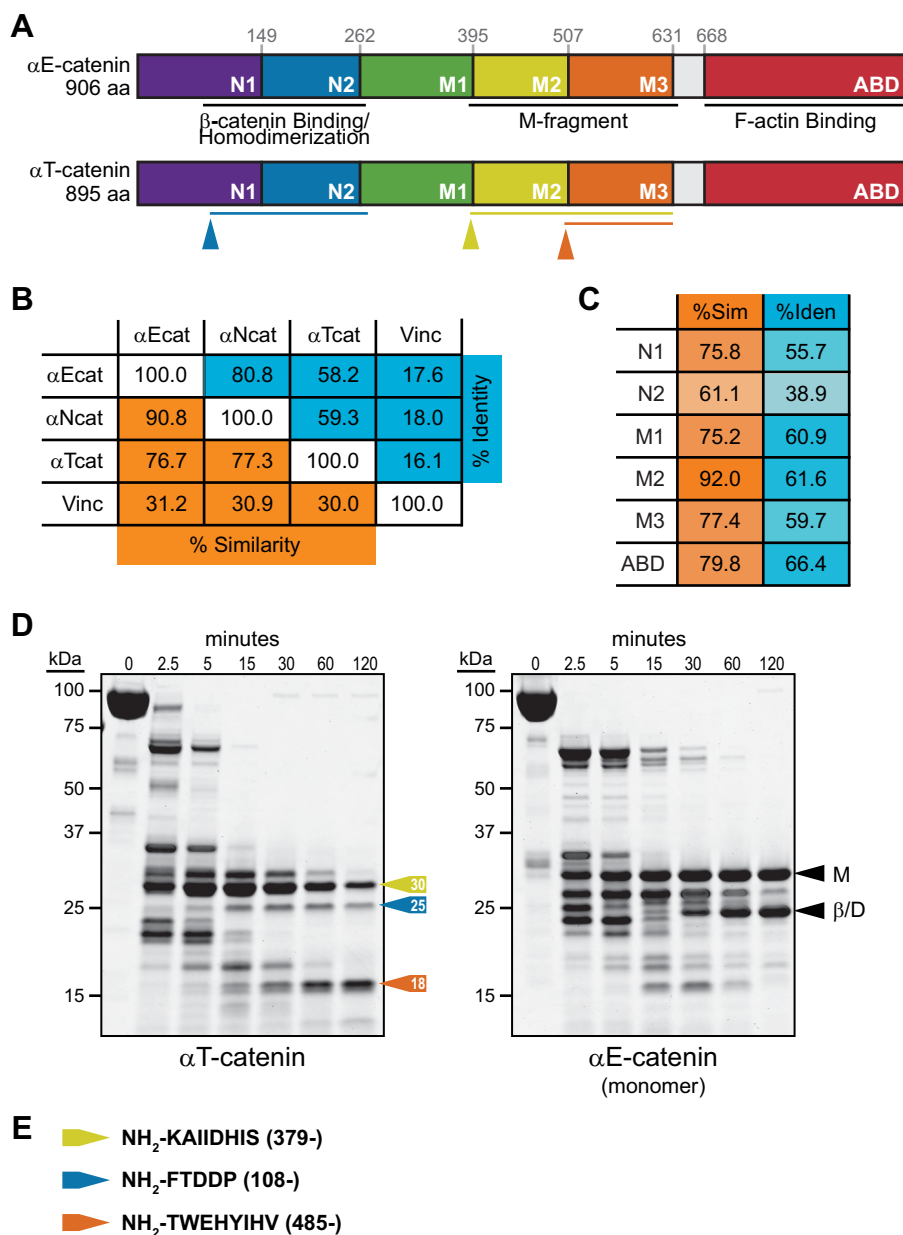 A
149 262 395 507 631 668
αE-catenin
906 aa
N1 N2 M1 M2 M3 ABD
β-catenin Binding/
Homodimerization
M-fragment
F-actin Binding
αT-catenin
895 aa
N1 N2 M1 M2 M3 ABD
B
αEcat αNcat αTcat Vinc
αEcat 100.0 80.8 58.2 17.6
αNcat 90.8 100.0 59.3 18.0
αTcat 76.7 77.3 100.0 16.1
Vinc 31.2 30.9 30.0 100.0
% Identity
% Similarity
C
%Sim %Iden
N1 75.8 55.7
N2 61.1 38.9
M1 75.2 60.9
M2 92.0 61.6
M3 77.4 59.7
ABD 79.8 66.4
D
minutes
kDa 0 2.5 5 15 30 60 120
100
75
50
37
25
15
30
25
18
αT-catenin
minutes
kDa 0 2.5 5 15 30 60 120
100
75
50
37
25
15
M
β/D
αE-catenin
(monomer)
E
NH2-KAIIDHIS (379-)
NH2-FTDDP (108-)
NH2-TWEHYIHV (485-)